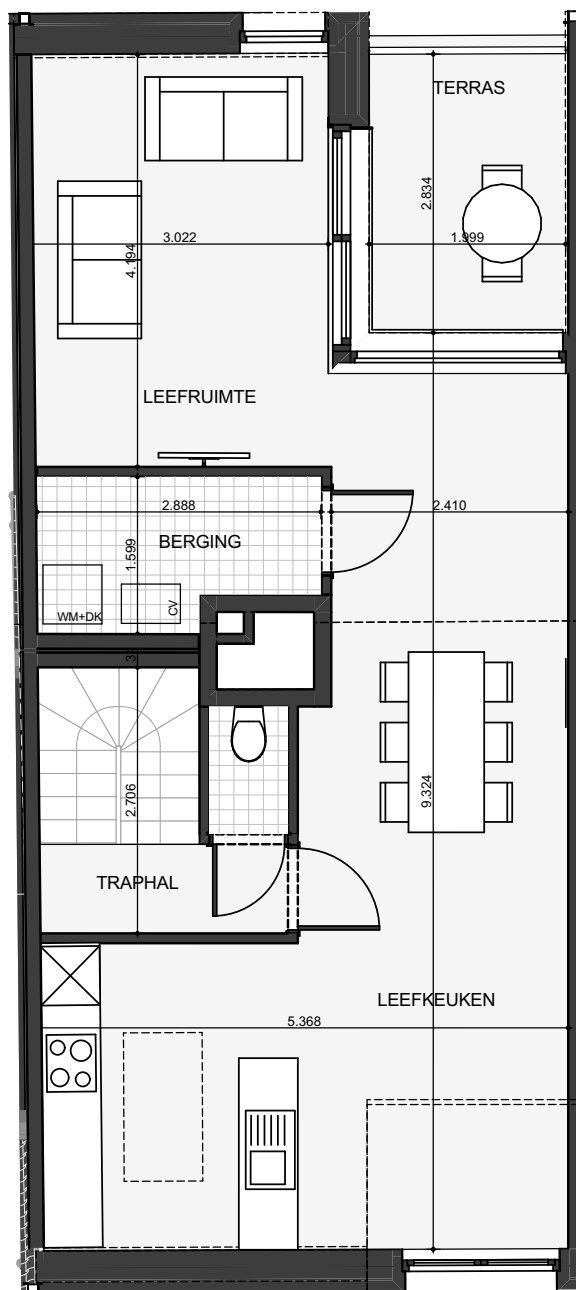 TERRAS
2.834
3.022
1.999
4.194
LEEFRUIMTE
2.888
2.410
1.599
BERGING
WM+DK
CV
9.324
2.706
TRAPHAL
LEEFKEUKEN
5.368